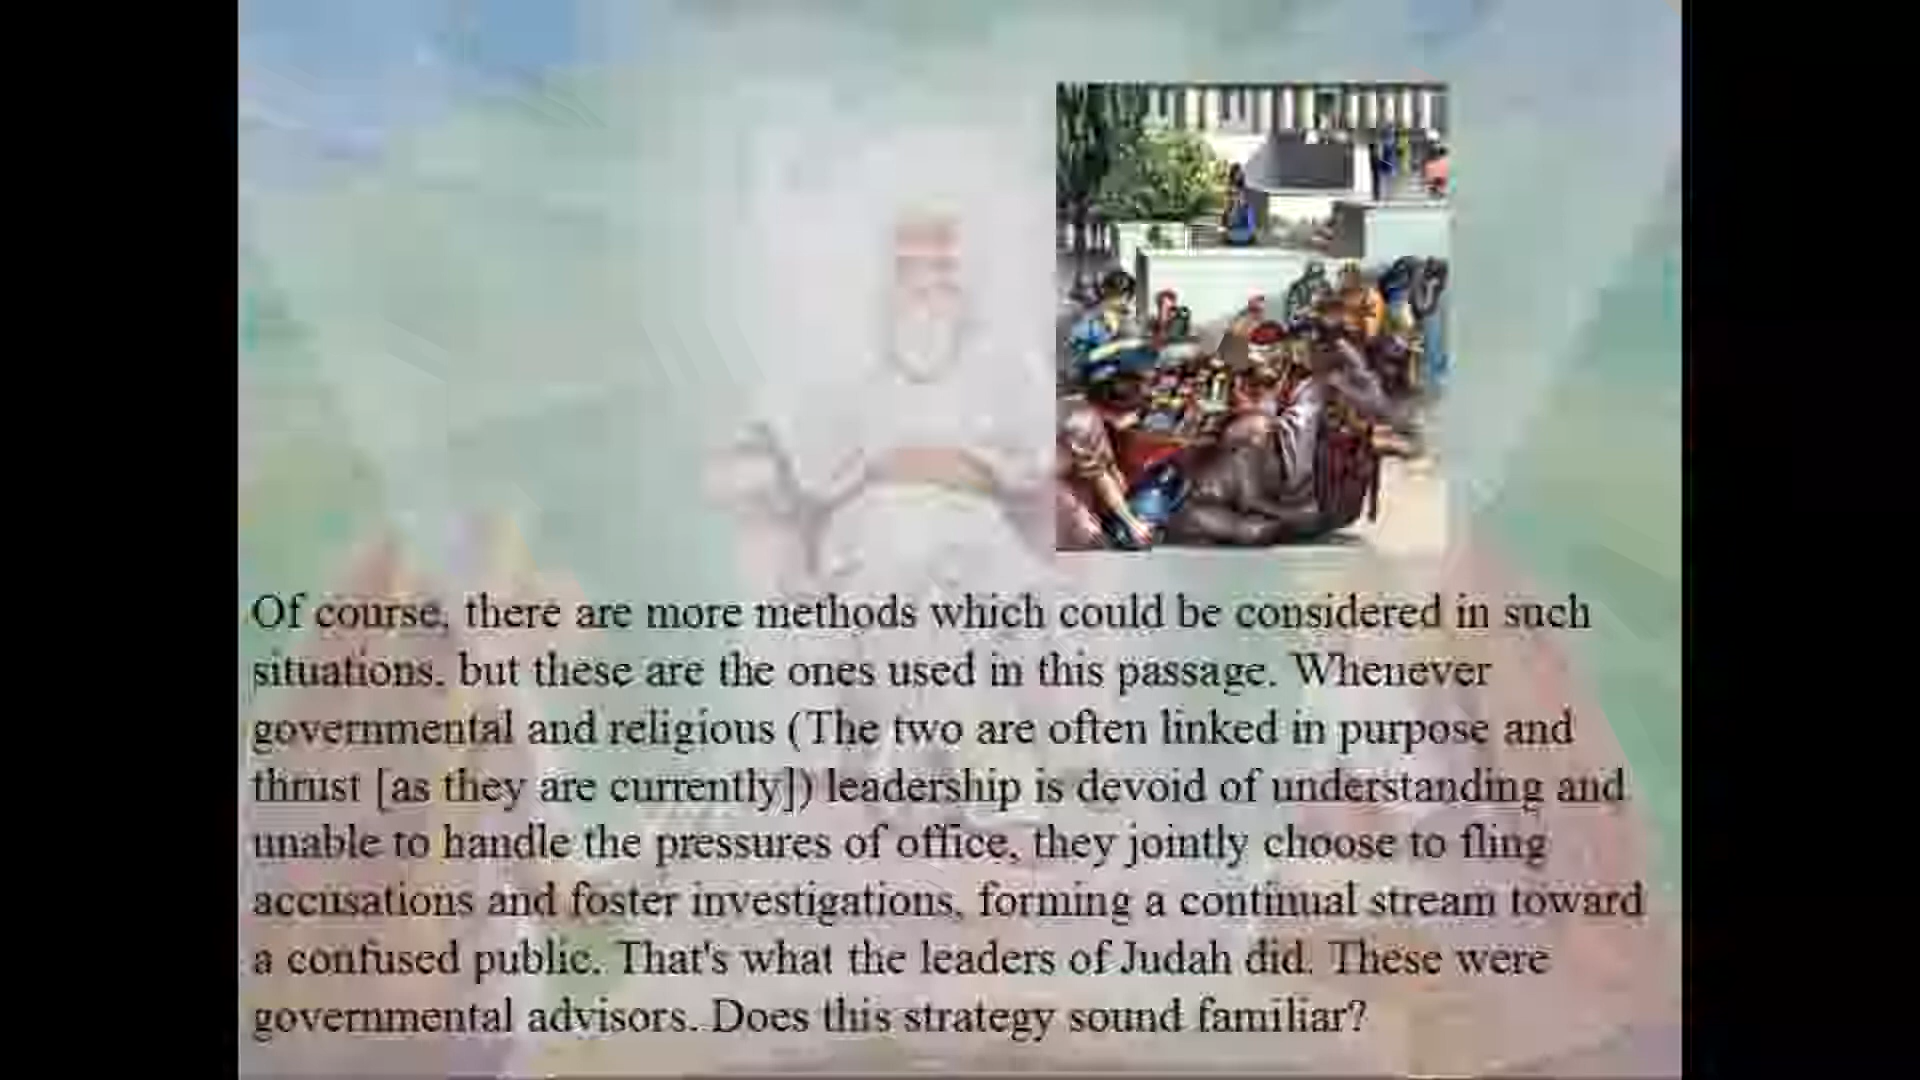 Of course, there are more methods which could be considered in such
situations, but these are the ones used in this passage. Whenever
governmental and religious (The two are often linked in purpose and
thrust [as they are currently]) leadership is devoid of understanding and
unable to handle the pressures of office, they jointly choose to fling
accusations and foster investigations, forming a continual stream toward
a confused public. That's what the leaders of Judah did. These were
governmental advisors. Does this strategy sound familiar?